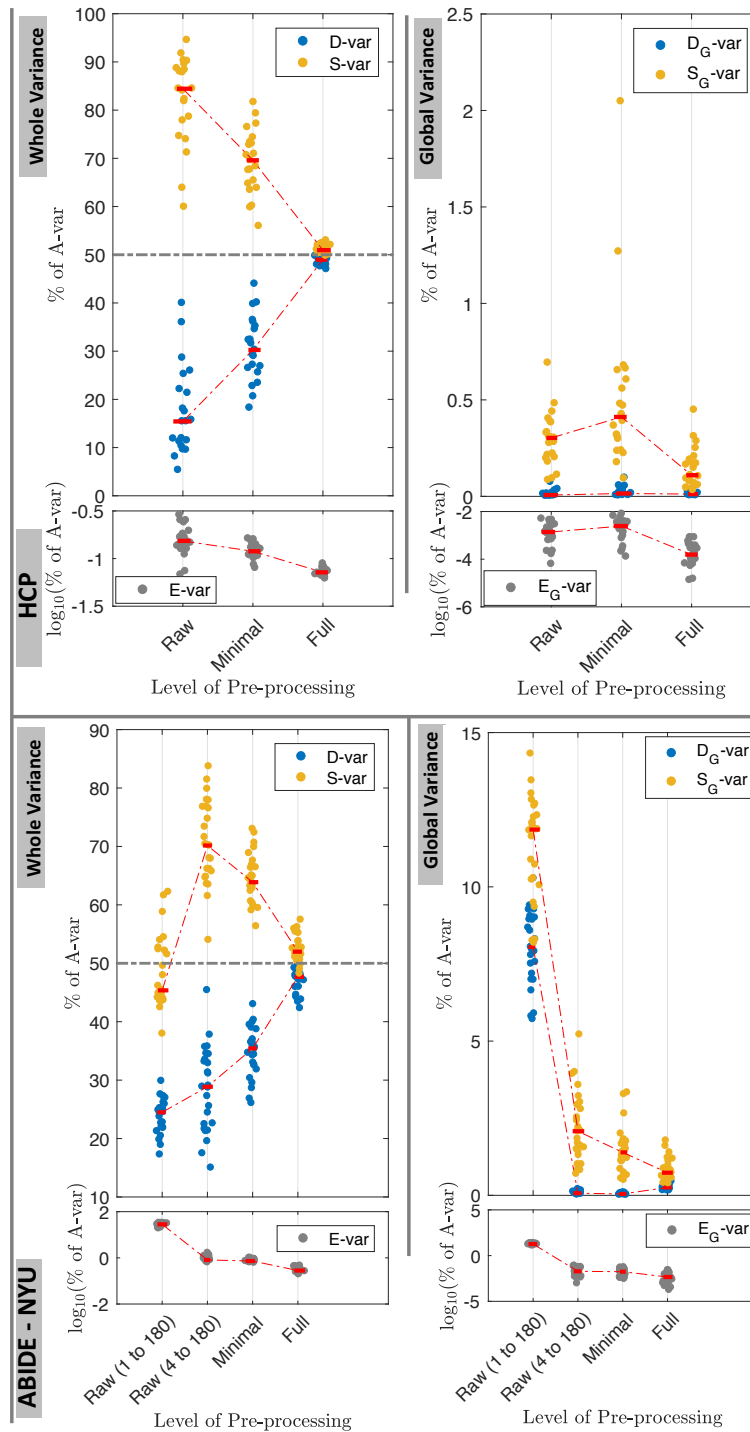 HCP
Whole Variance
% of A-var
100
90
80
70
60
50
40
30
20
10
0
D-var
S-var
log10(% of A-var)
-0.5
-1
-1.5
E-var
Raw
Minimal
Full
Level of Pre-processing
Global Variance
% of A-var
2.5
2
1.5
1
0.5
0
DG-var
SG-var
log10(% of A-var)
-2
-4
-6
EG-var
Raw
Minimal
Full
Level of Pre-processing
ABIDE - NYU
Whole Variance
% of A-var
90
80
70
60
50
40
30
20
10
D-var
S-var
log10(% of A-var)
2
0
-2
E-var
Raw (1 to 180)
Raw (4 to 180)
Minimal
Full
Level of Pre-processing
Global Variance
% of A-var
15
10
5
0
DG-var
SG-var
log10(% of A-var)
0
-5
EG-var
Raw (1 to 180)
Raw (4 to 180)
Minimal
Full
Level of Pre-processing